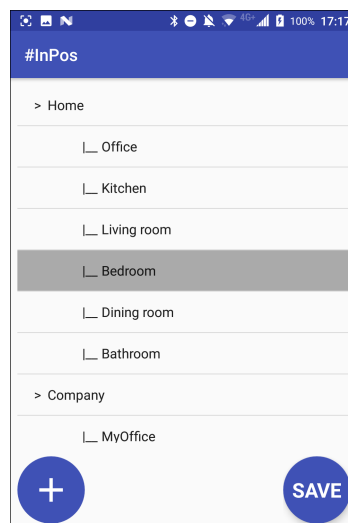 4G+ 100% 17:17
#InPos
> Home
|__ Office
|__ Kitchen
|__ Living room
|__ Bedroom
|__ Dining room
|__ Bathroom
> Company
|__ MyOffice
+ SAVE